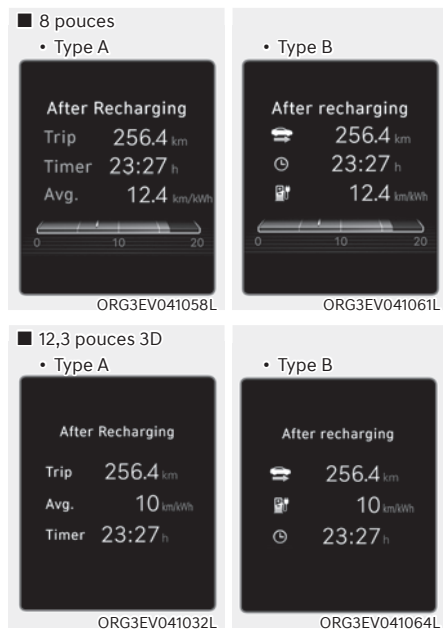 ■ 8 pouces
• Type A
After Recharging
Trip 256.4 km
Timer 23:27 h
Avg. 12.4 km/kWh
0 10 20
ORG3EV041058L
• Type B
After recharging
256.4 km
23:27 h
12.4 km/kWh
0 10 20
ORG3EV041061L
■ 12,3 pouces 3D
• Type A
After Recharging
Trip 256.4 km
Avg. 10 km/kWh
Timer 23:27 h
ORG3EV041032L
• Type B
After recharging
256.4 km
10 km/kWh
23:27 h
ORG3EV041064L